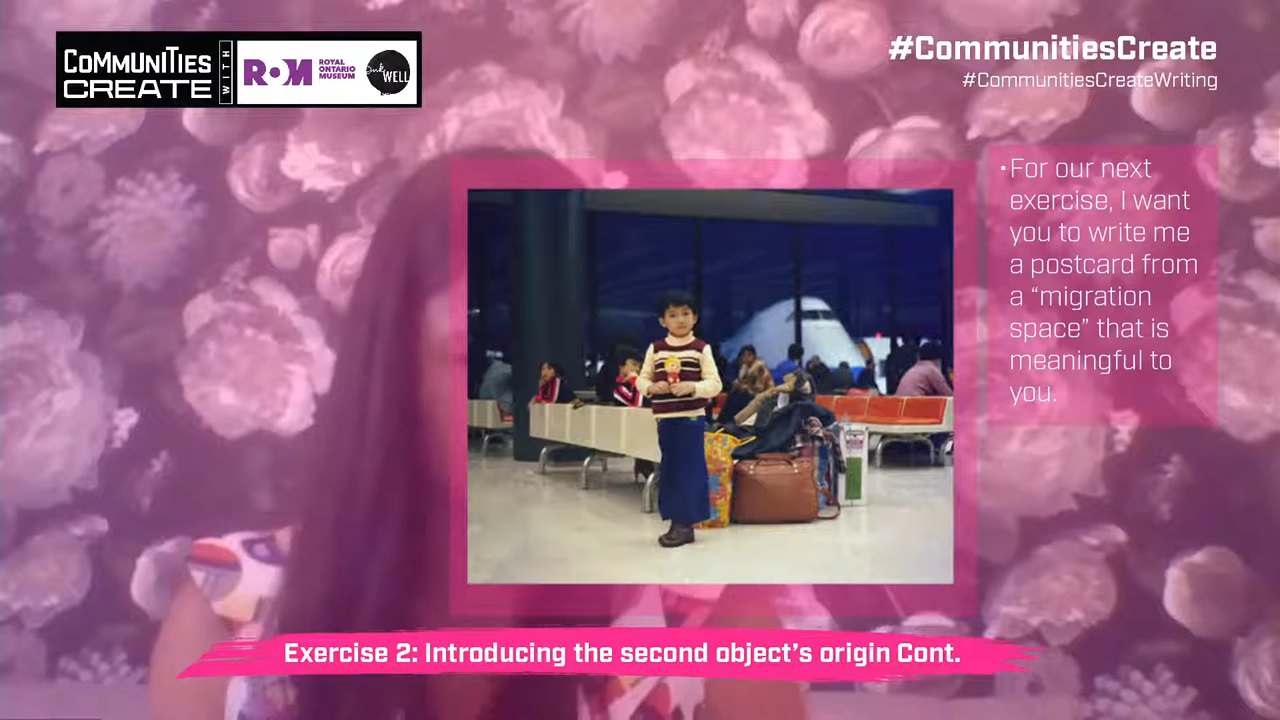 CoMMUNITIES
CREATE
WITH
ROM
ROYAL
ONTARIO
MUSEUM
InkWELL
#CommunitiesCreate
#CommunitiesCreateWriting
•For our next
exercise, I want
you to write me
a postcard from
a “migration
space” that is
meaningful to
you.
Exercise 2: Introducing the second object’s origin Cont.